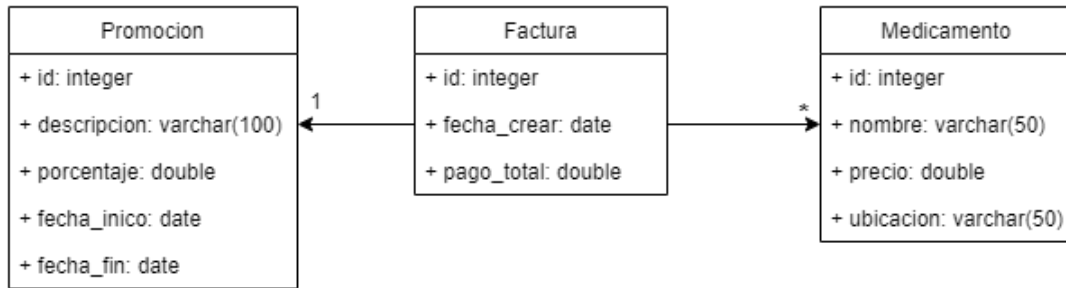 Promocion
+ id: integer
+ descripcion: varchar(100)
+ porcentaje: double
+ fecha_inico: date
+ fecha_fin: date
1
Factura
+ id: integer
+ fecha_crear: date
+ pago_total: double
*
Medicamento
+ id: integer
+ nombre: varchar(50)
+ precio: double
+ ubicacion: varchar(50)